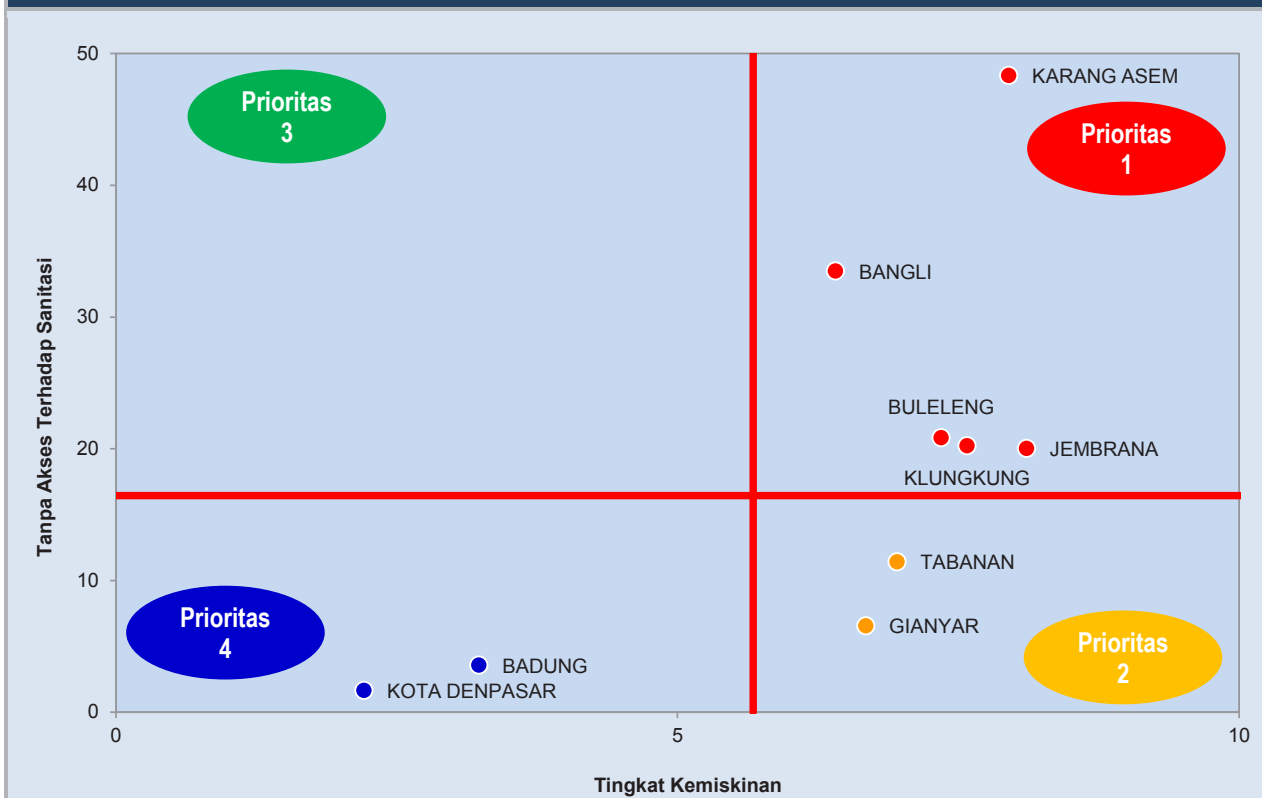 50
KARANG ASEM
Prioritas
3
Prioritas
1
40
BANGLI
30
Tanpa Akses Terhadap Sanitasi
BULELENG
20
JEMBRANA
KLUNGKUNG
TABANAN
10
GIANYAR
Prioritas
4
Prioritas
2
BADUNG
KOTA DENPASAR
0
0
5
10
Tingkat Kemiskinan